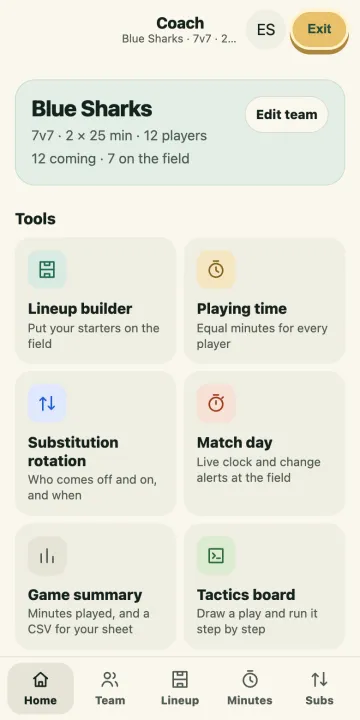 Coach
Blue Sharks · 7v7 · 2...
ES
Exit
Blue Sharks
7v7 · 2 × 25 min · 12 players
12 coming · 7 on the field
Edit team
Tools
Lineup builder
Put your starters on the
field
Playing time
Equal minutes for every
player
Substitution
rotation
Who comes off and on,
and when
Match day
Live clock and change
alerts at the field
Game summary
Minutes played, and a
CSV for your sheet
Tactics board
Draw a play and run it
step by step
Home
Team
Lineup
Minutes
Subs